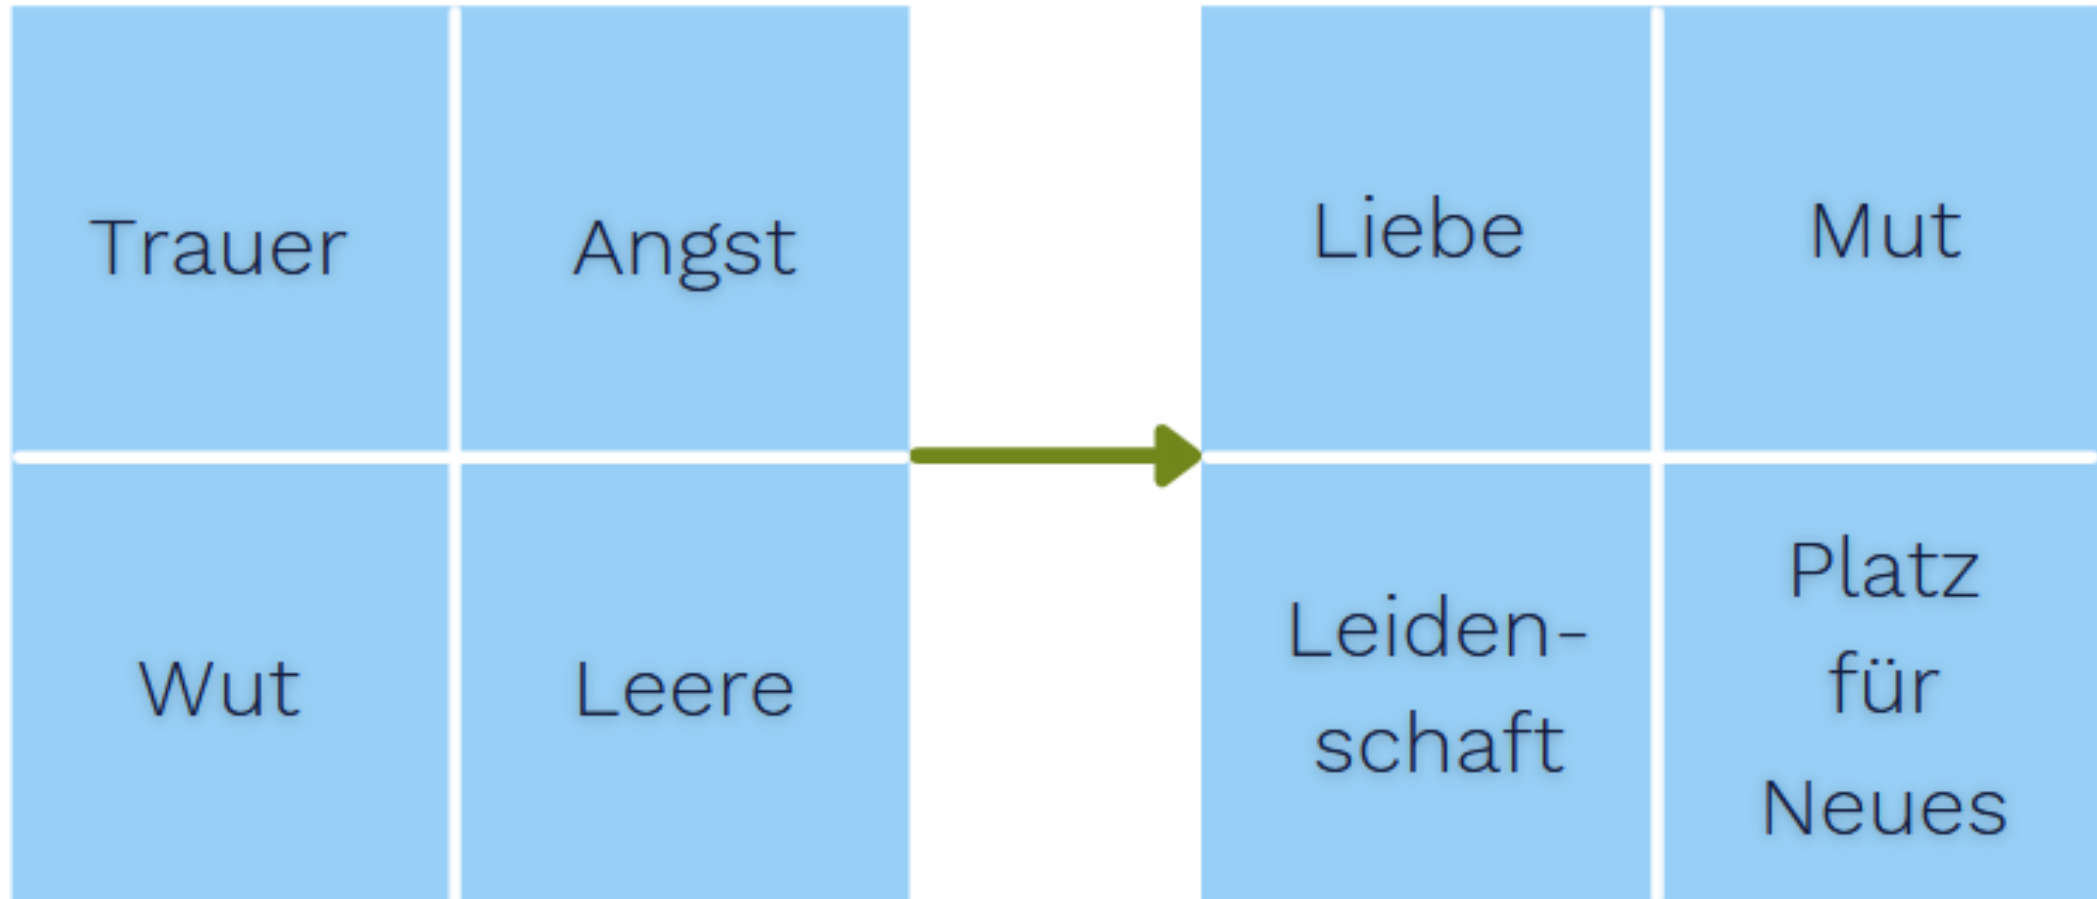 Trauer
Angst
Wut
Leere
Liebe
Mut
Leiden-
schaft
Platz
für
Neues